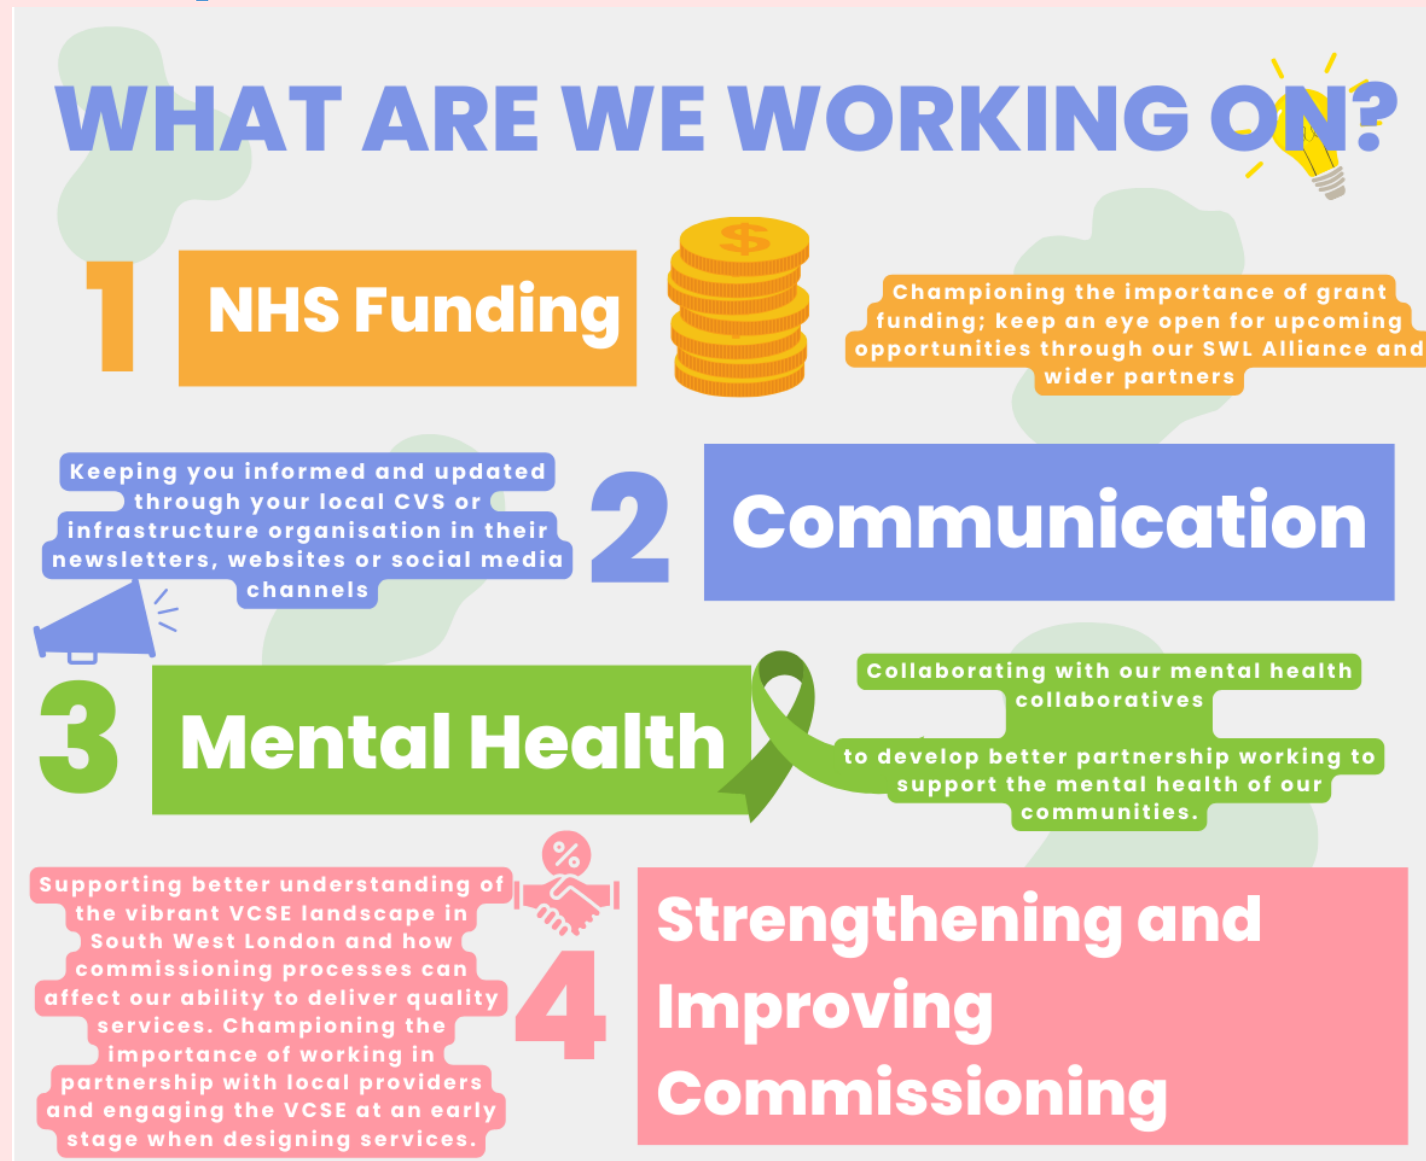 WHAT ARE WE WORKING ON?
1
NHS Funding
$
Championing the importance of grant
funding; keep an eye open for upcoming
opportunities through our SWL Alliance and
wider partners
Keeping you informed and updated
through your local CVS or
infrastructure organisation in their
newsletters, websites or social media
channels
2
Communication
3
Mental Health
Collaborating with our mental health
collaboratives
to develop better partnership working to
support the mental health of our
communities.
Supporting better understanding of
the vibrant VCSE landscape in
South West London and how
commissioning processes can
affect our ability to deliver quality
services. Championing the
importance of working in
partnership with local providers
and engaging the VCSE at an early
stage when designing services.
%
4
Strengthening and
Improving
Commissioning